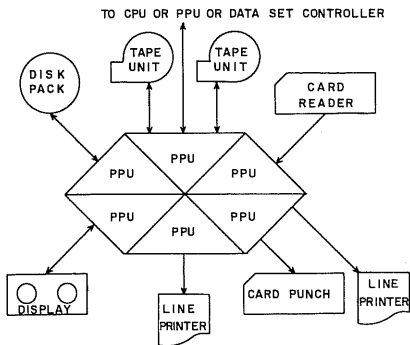 TO CPU OR PPU OR DATA SET CONTROLLER
DISK
PACK
TAPE
UNIT
TAPE
UNIT
CARD
READER
PPU
PPU
PPU
PPU
PPU
PPU
DISPLAY
LINE
PRINTER
CARD PUNCH
LINE
PRINTER